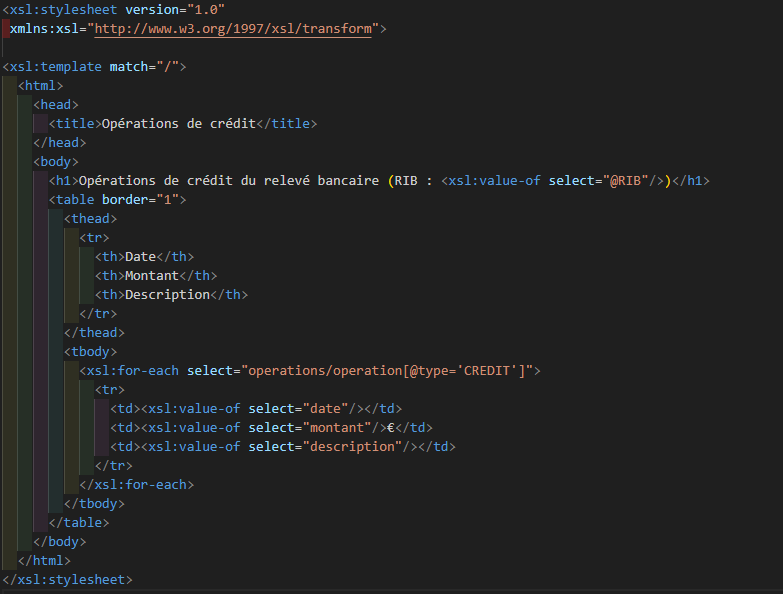 <xsl:stylesheet version="1.0"
 xmlns:xsl="http://www.w3.org/1997/xsl/transform">

<xsl:template match="/">
  <html>
    <head>
      <title>Opérations de crédit</title>
    </head>
    <body>
      <h1>Opérations de crédit du relevé bancaire (RIB : <xsl:value-of select="@RIB"/>)</h1>
      <table border="1">
        <thead>
          <tr>
            <th>Date</th>
            <th>Montant</th>
            <th>Description</th>
          </tr>
        </thead>
        <tbody>
          <xsl:for-each select="operations/operation[@type='CREDIT']">
            <tr>
              <td><xsl:value-of select="date"/></td>
              <td><xsl:value-of select="montant"/>€</td>
              <td><xsl:value-of select="description"/></td>
            </tr>
          </xsl:for-each>
        </tbody>
      </table>
    </body>
  </html>
</xsl:stylesheet>